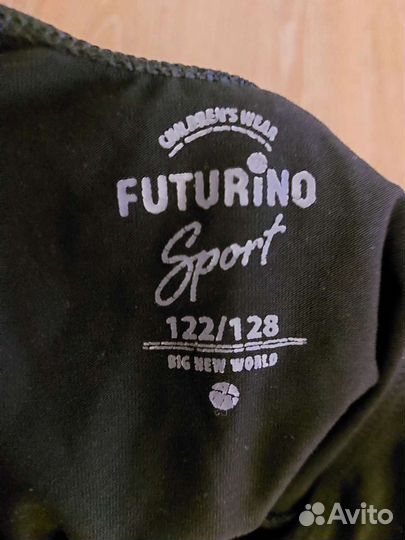 CHILDREN'S WEAR
FUTURiNO
Sport
122/128
BIG NEW WORLD
Avito